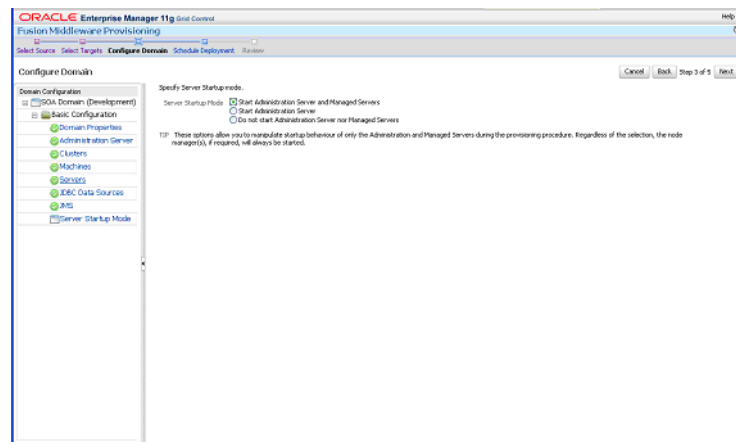 ORACLE Enterprise Manager 11g Grid Control
Help
Fusion Middleware Provisioning
Select Source Select Targets Configure Domain Schedule Deployment Review
Configure Domain
Cancel Back Step 3 of 5 Next
Domain Configuration
SOA Domain (Development)
Basic Configuration
Domain Properties
Administration Server
Clusters
Machines
Servers
JDBC Data Sources
JMS
Server Startup Mode
Specify Server Startup mode.
Server Startup Mode Start Administration Server and Managed Servers
Start Administration Server
Do not start Administration Server nor Managed Servers
TIP These options allow you to manipulate startup behaviour of only the Administration and Managed Servers during the provisioning procedure. Regardless of the selection, the node
manager(s), if required, will always be started.